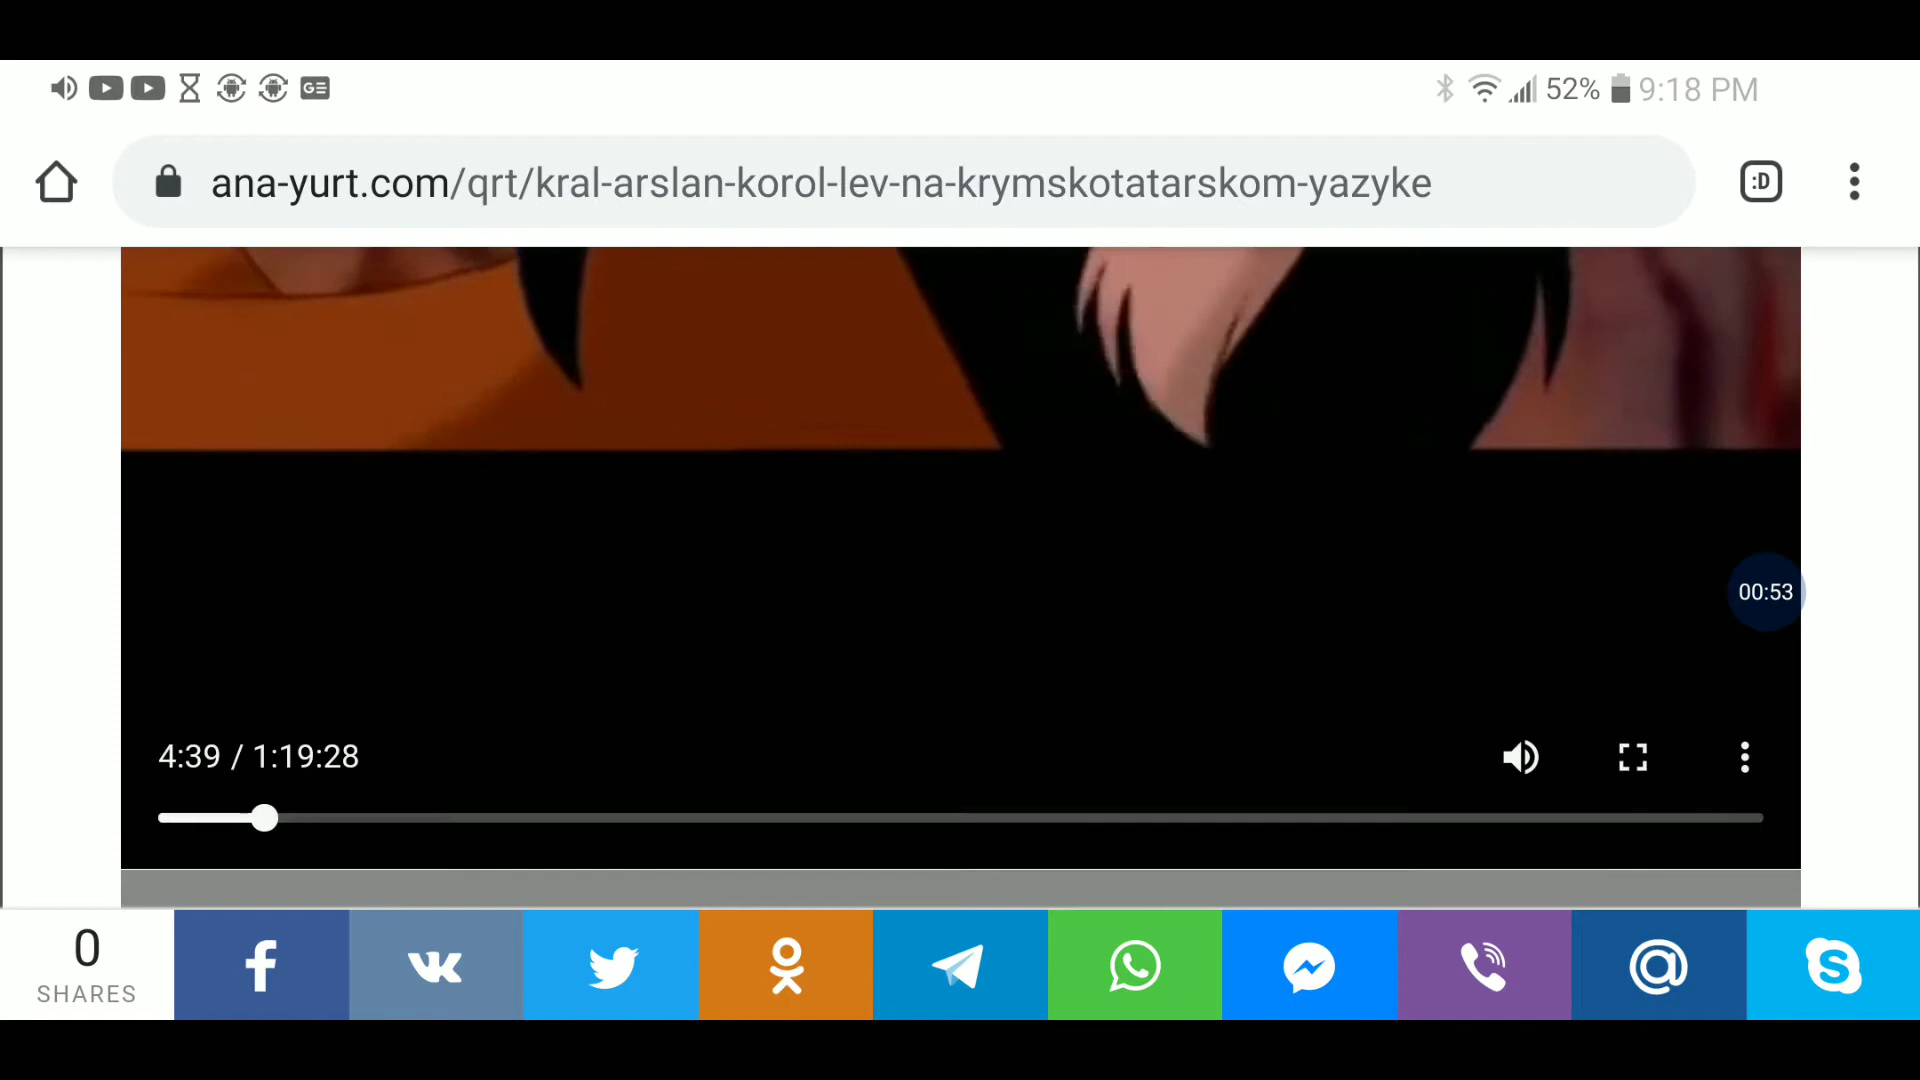 GE
52%
9:18 PM
ana-yurt.com/qrt/kral-arslan-korol-lev-na-krymskotatarskom-yazyke
:D
00:53
4:39 / 1:19:28
0
SHARES